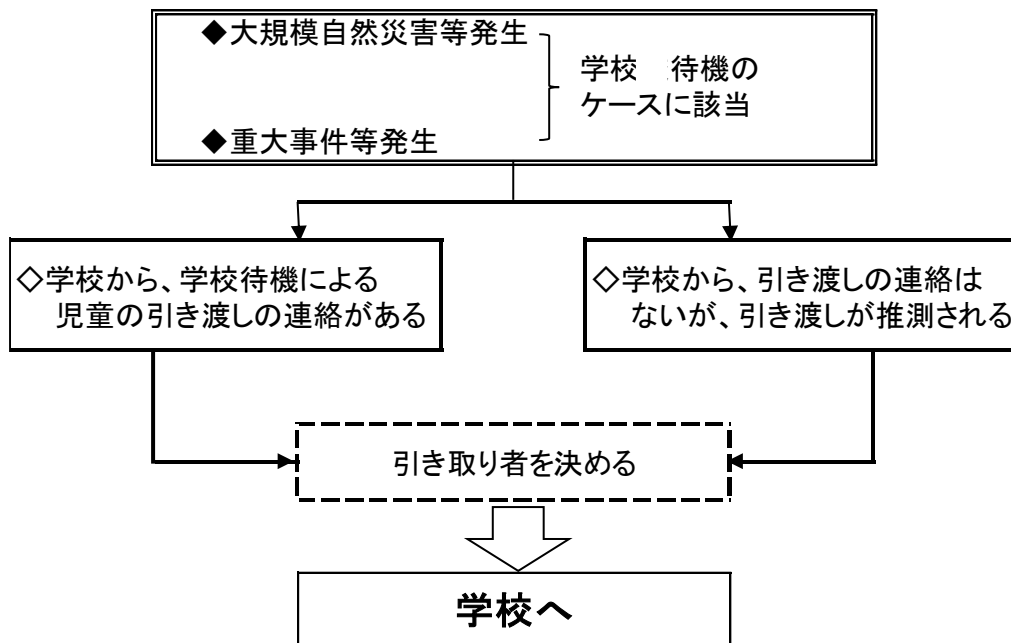 ◆大規模自然災害等発生
学校　待機の
ケースに該当
◆重大事件等発生
◇学校から、学校待機による
児童の引き渡しの連絡がある
◇学校から、引き渡しの連絡は
ないが、引き渡しが推測される
引き取り者を決める
学校へ